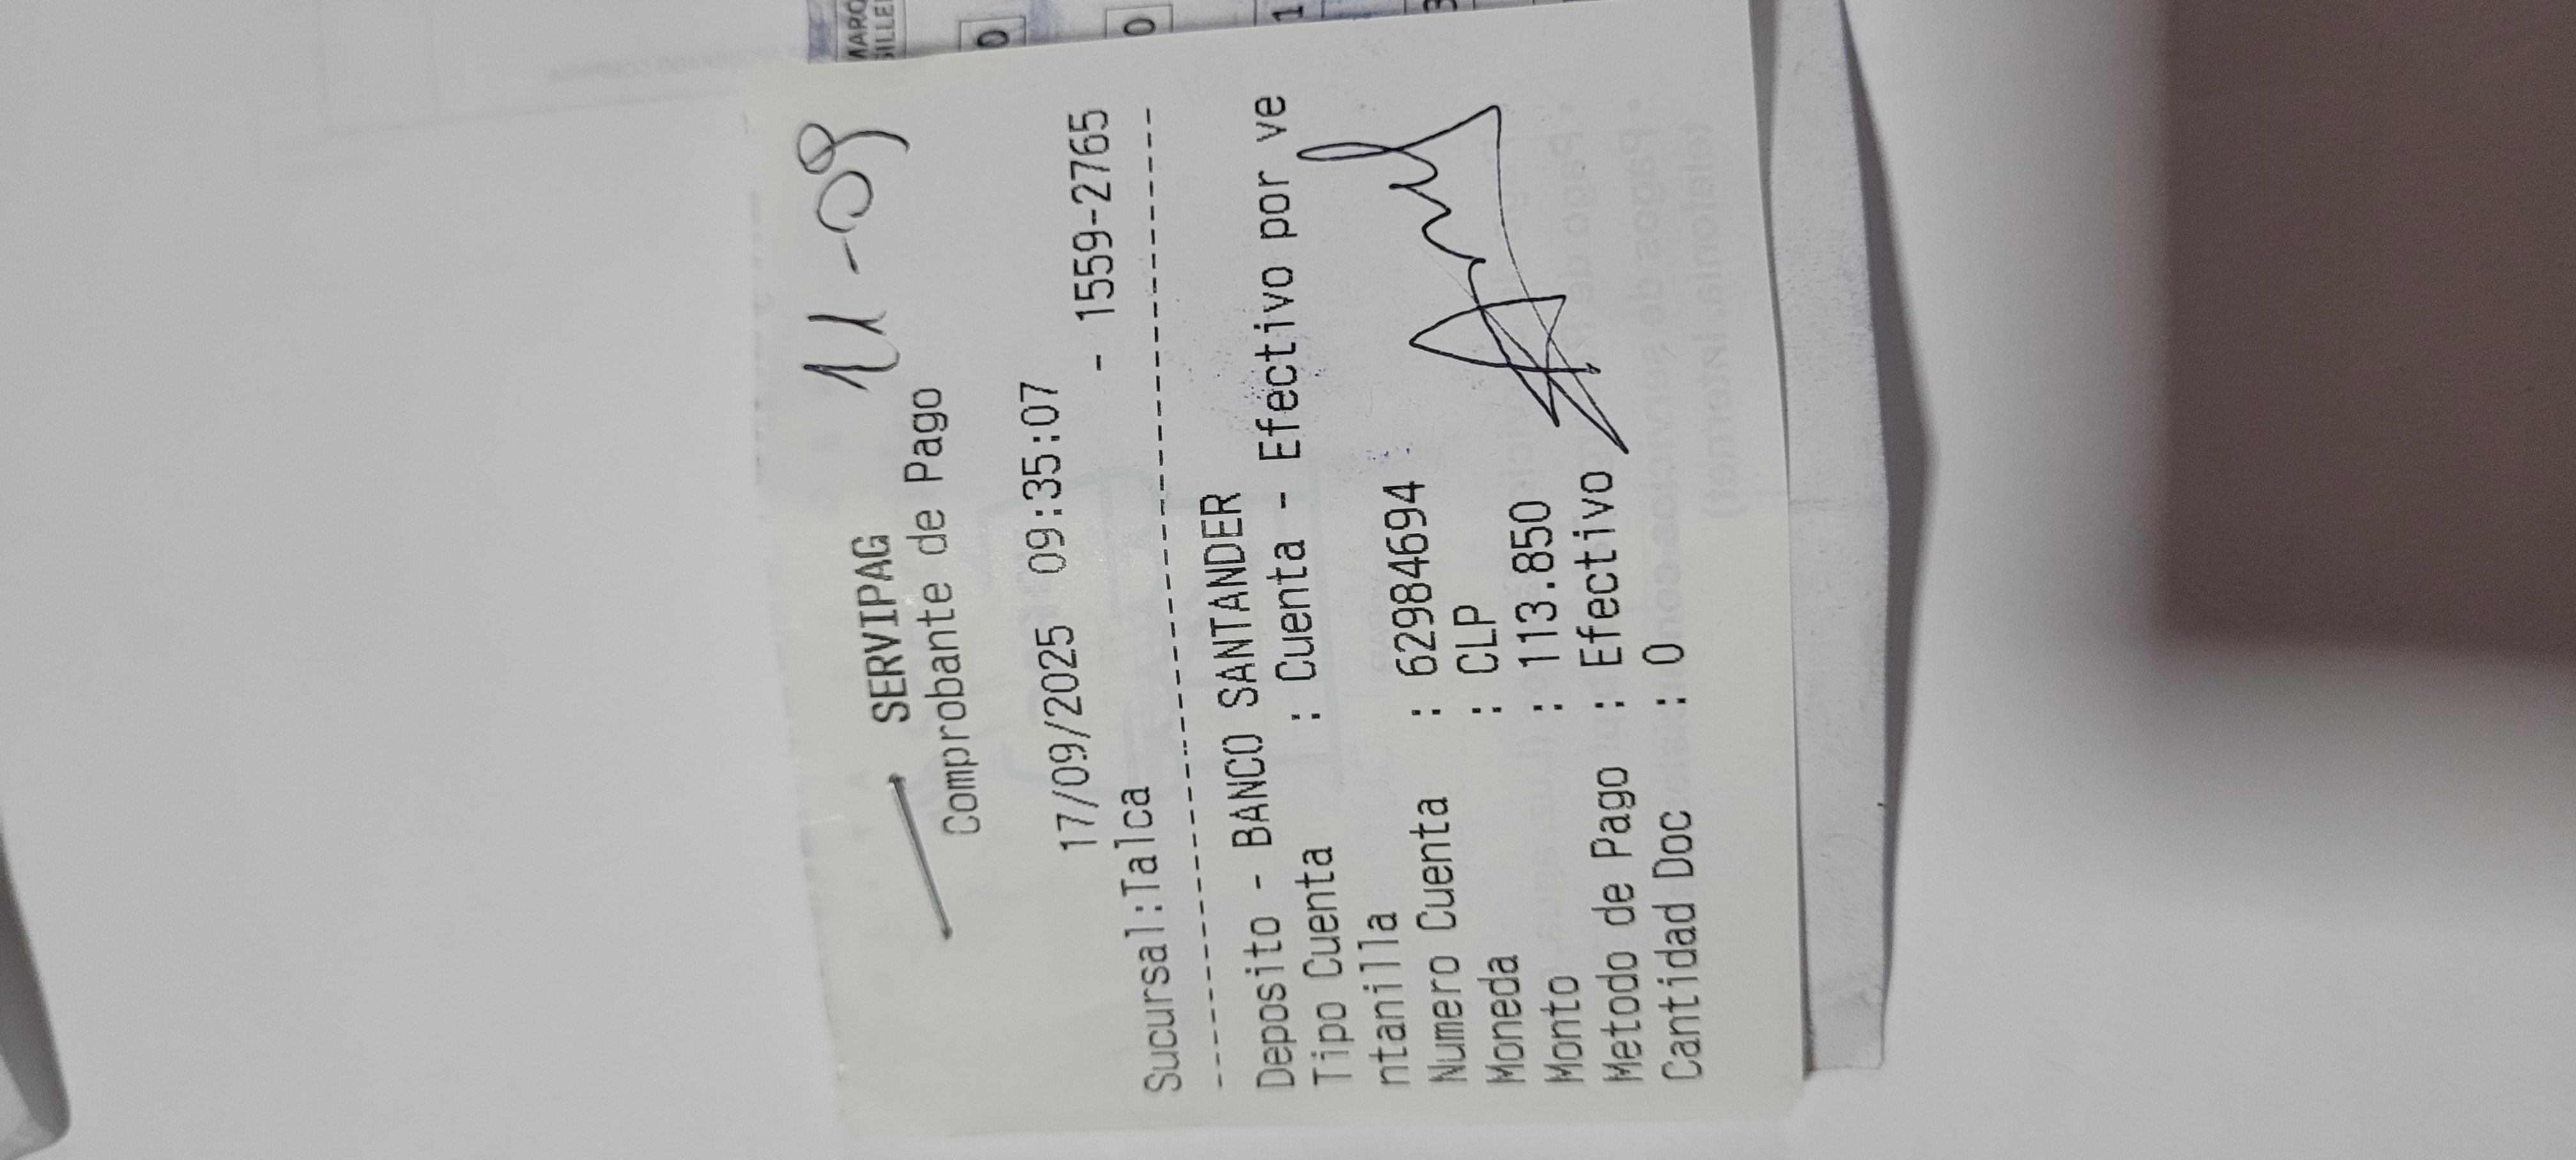 11-09
SERVIPAG
Comprobante de Pago
17/09/2025 09:35:07
Sucursal:Talca - 1559-2765
Deposito - BANCO SANTANDER
Tipo Cuenta : Cuenta - Efectivo por ve
ntanilla
Numero Cuenta : 62984694
Moneda : CLP
Monto : 113.850
Metodo de Pago : Efectivo
Cantidad Doc : 0